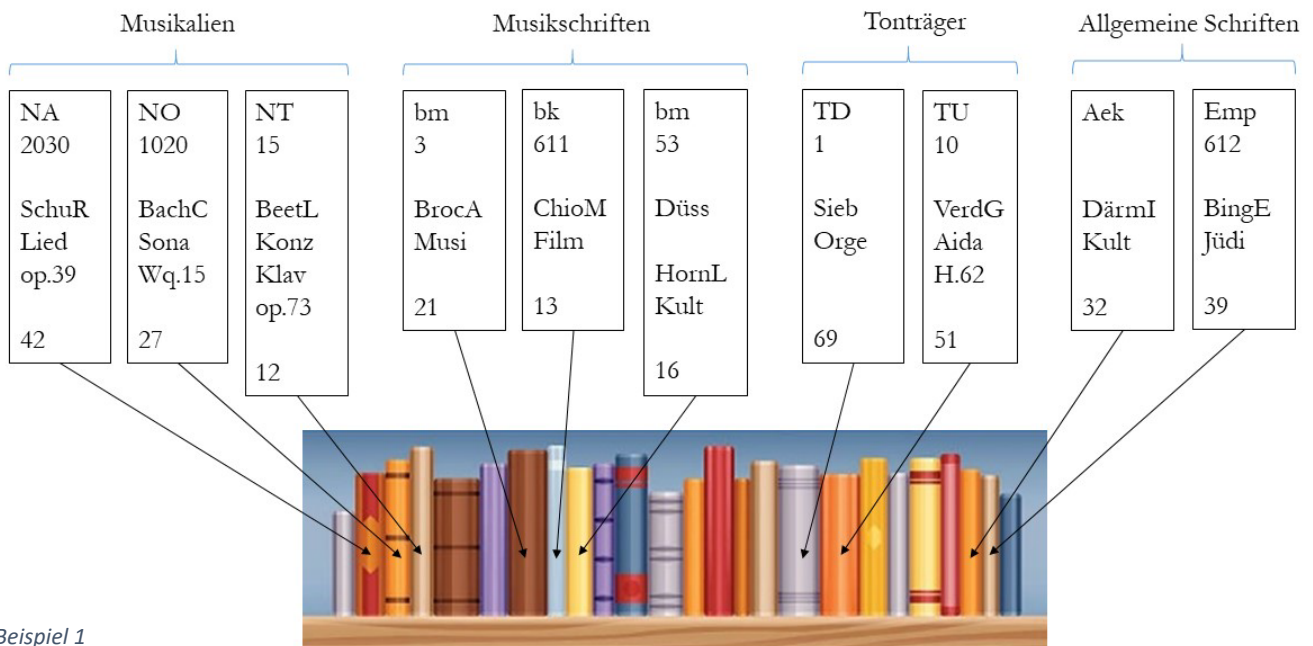 Musikalien
Musikschriften
Tonträger
Allgemeine Schriften
NA
2030
SchuR
Lied
op.39
42
NO
1020
BachC
Sona
Wq.15
27
NT
15
BeetL
Konz
Klav
op.73
12
bm
3
BrocA
Musi
21
bk
611
ChioM
Film
13
bm
53
Düss
HornL
Kult
16
TD
1
Sieb
Orge
69
TU
10
VerdG
Aida
H.62
51
Aek
DärmI
Kult
32
Emp
612
BingE
Jüdi
39
Beispiel 1